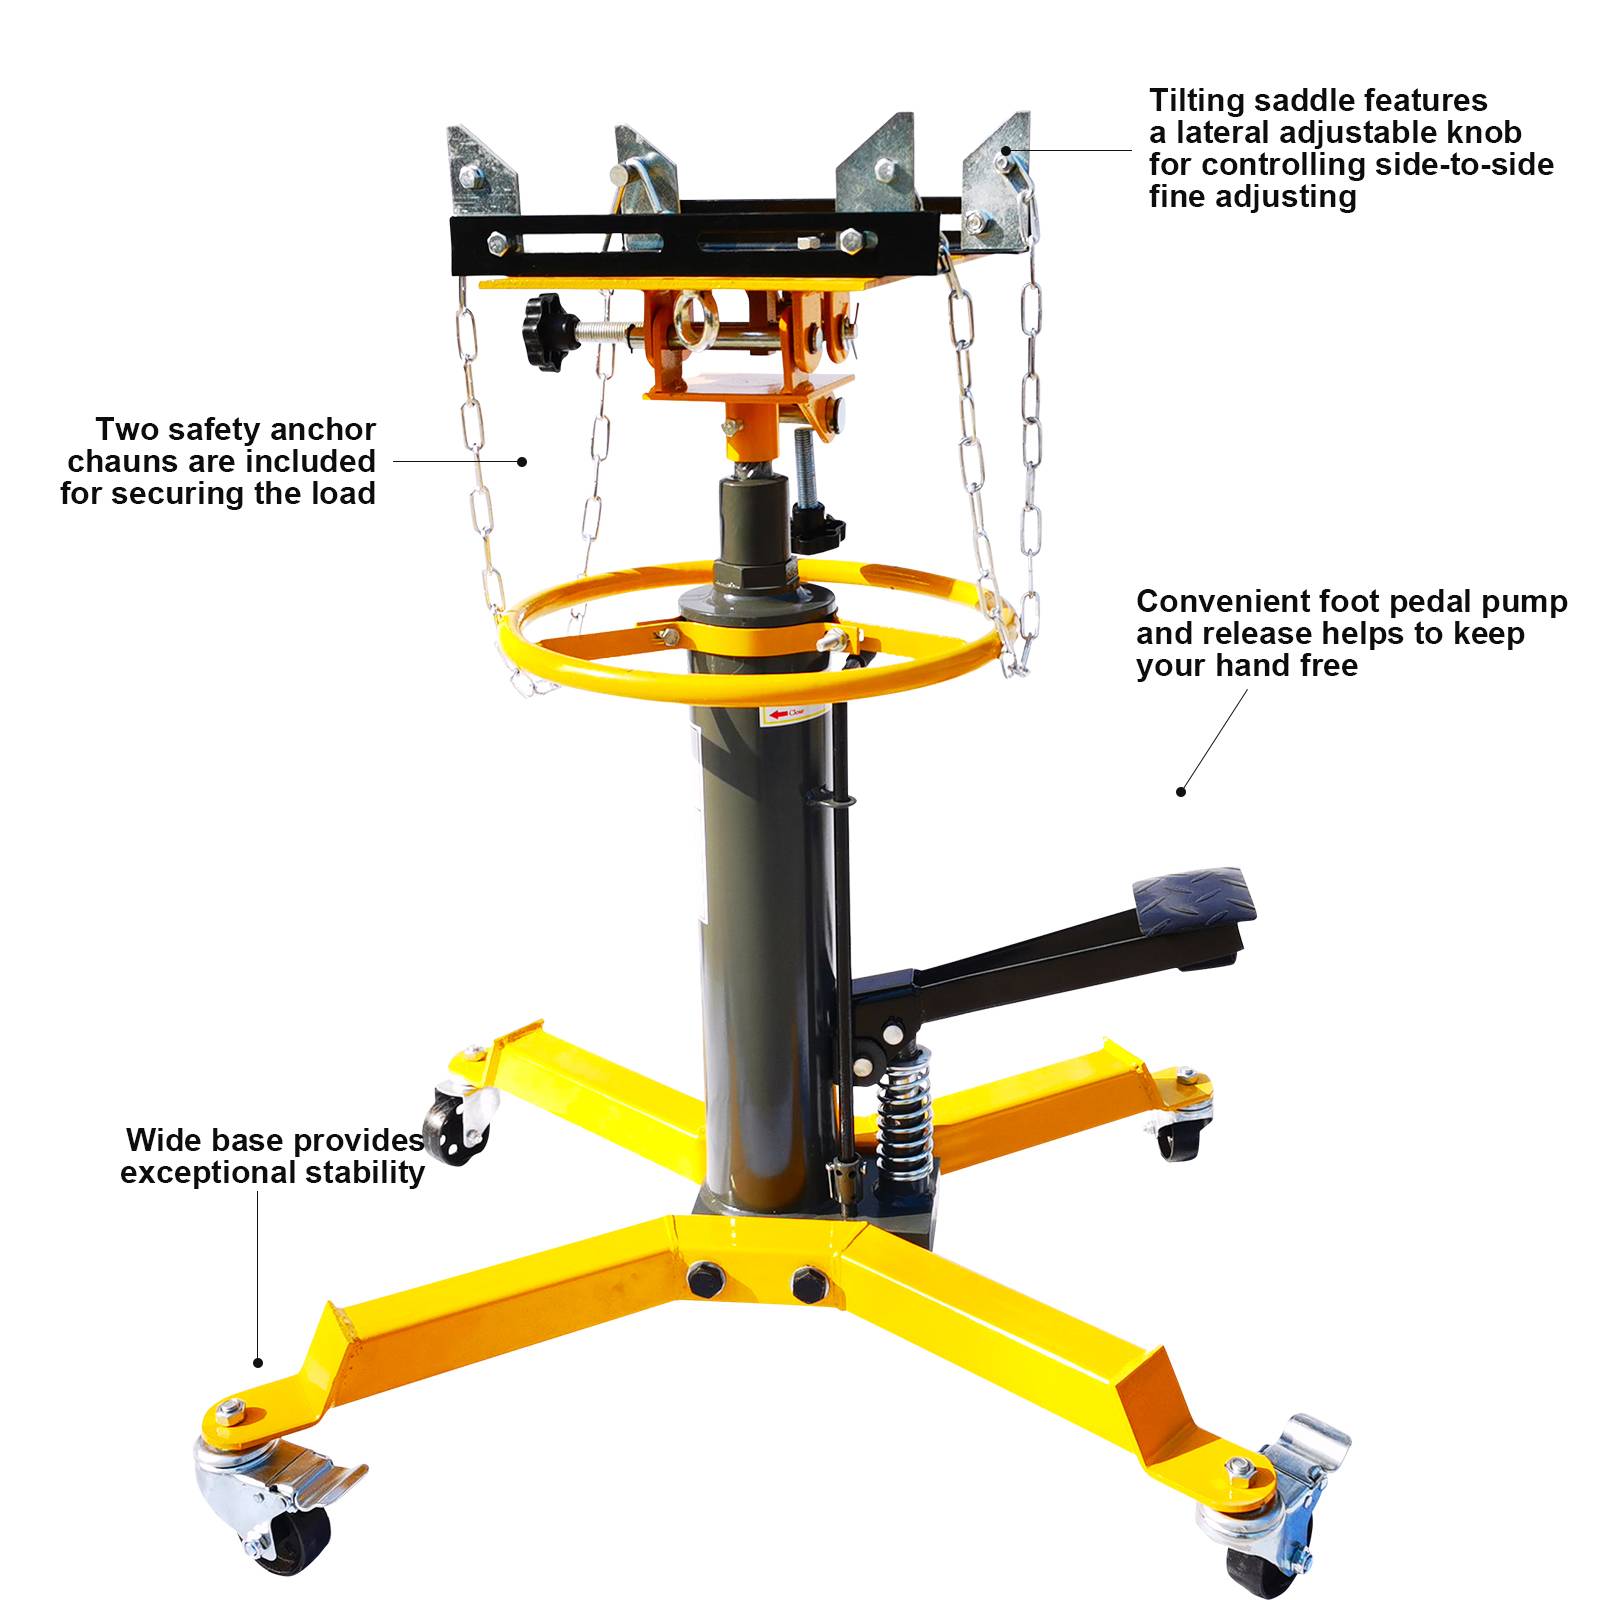 Tilting saddle features
a lateral adjustable knob
for controlling side-to-side
fine adjusting
Two safety anchor
chauns are included
for securing the load
Convenient foot pedal pump
and release helps to keep
your hand free
Close
Wide base provides
exceptional stability